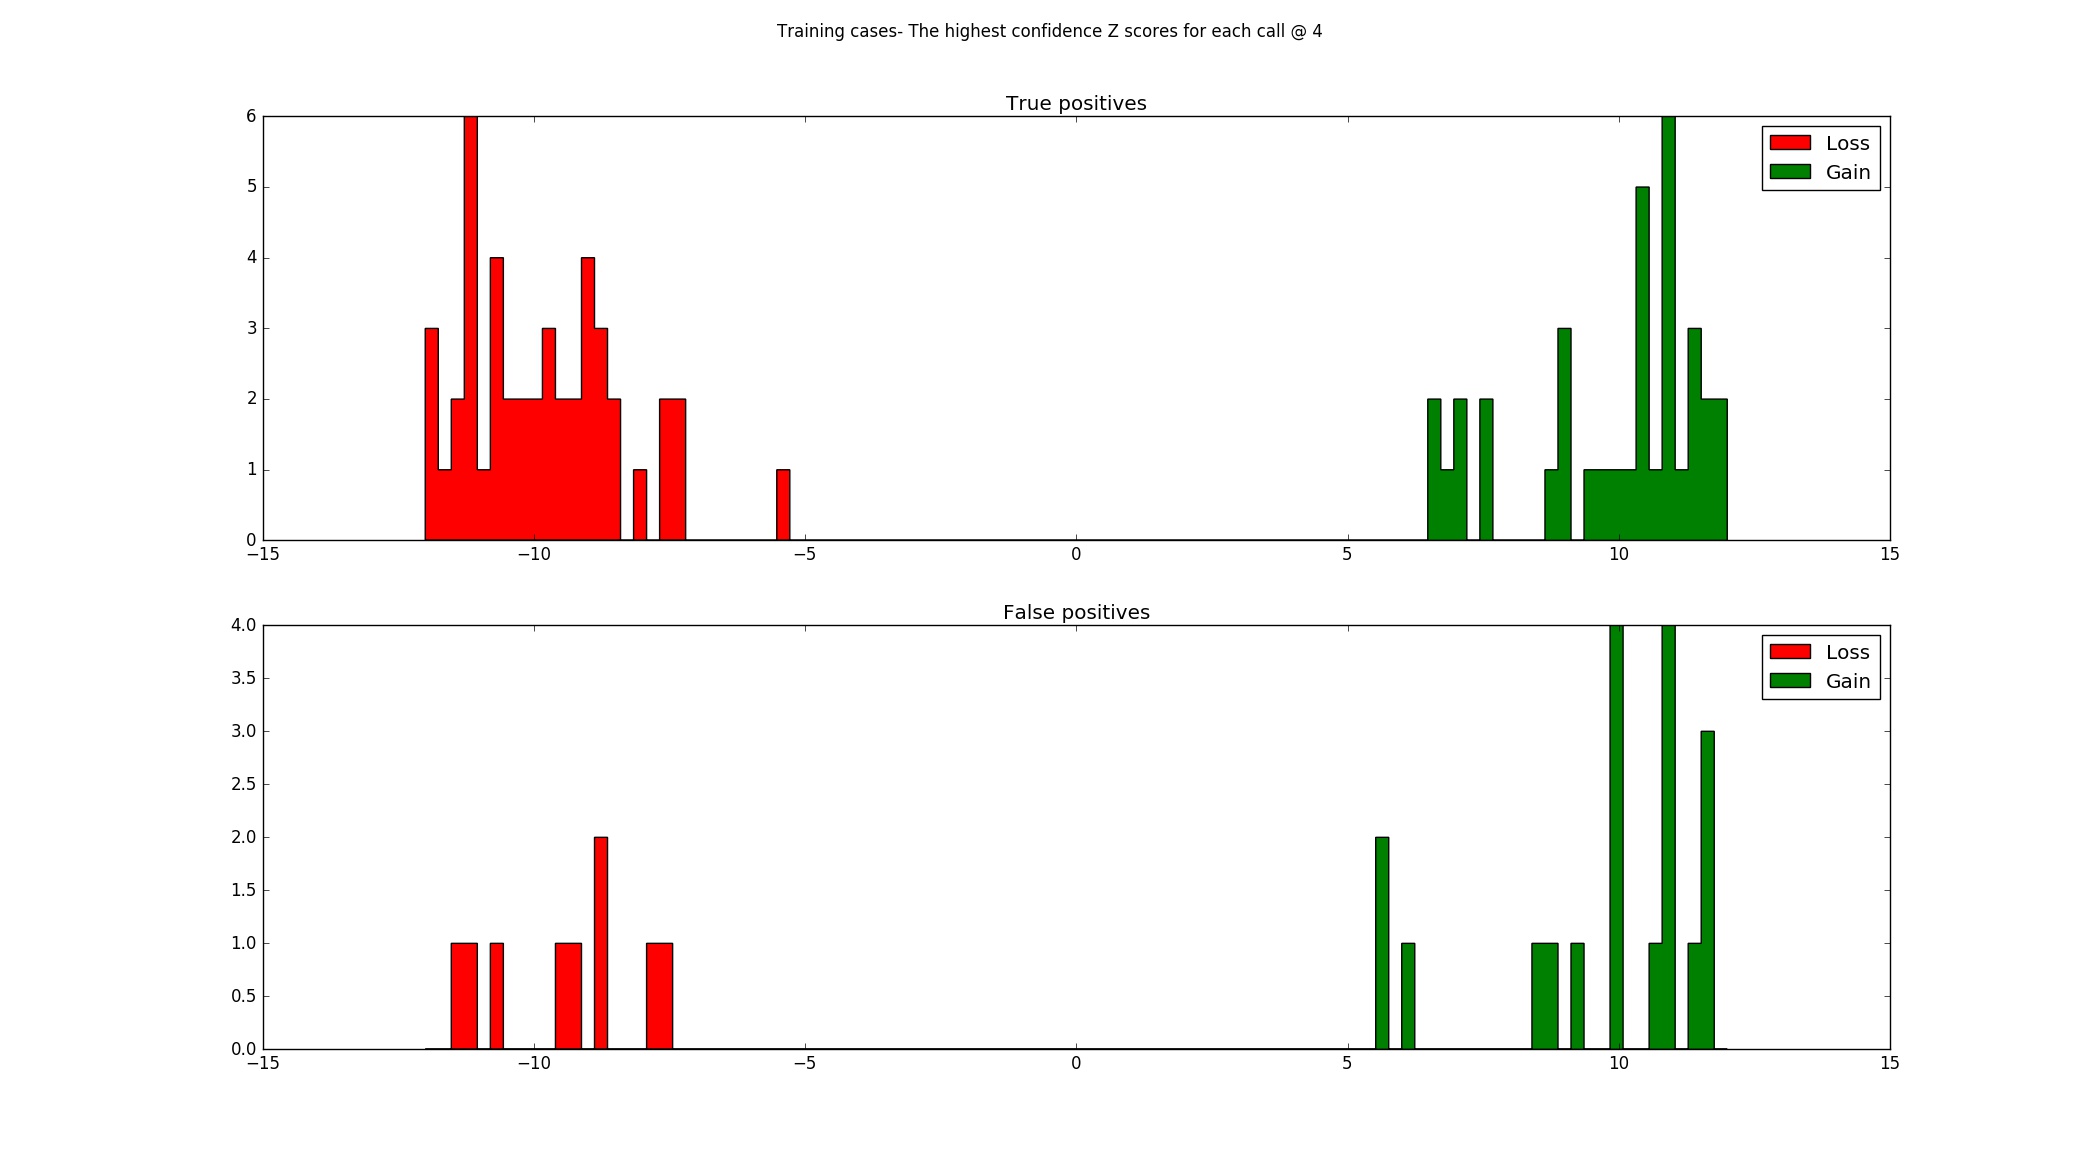 Training cases- The highest confidence Z scores for each call @ 4
True positives
6
5
4
3
2
1
0
Loss
Gain
−15 −10 −5 0 5 10 15
False positives
4.0
3.5
3.0
2.5
2.0
1.5
1.0
0.5
0.0
Loss
Gain
−15 −10 −5 0 5 10 15